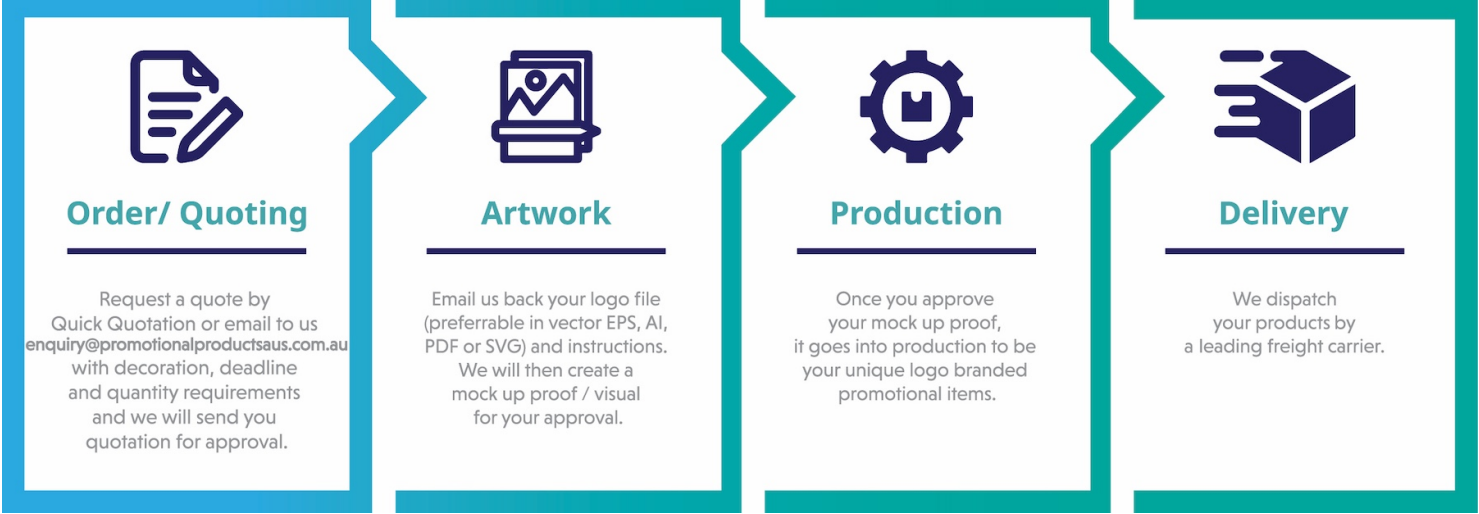 Order/ Quoting
Request a quote by
Quick Quotation or email to us
enquiry@promotionalproductsaus.com.au
with decoration, deadline
and quantity requirements
and we will send you
quotation for approval.
Artwork
Email us back your logo file
(preferrable in vector EPS, AI,
PDF or SVG) and instructions.
We will then create a
mock up proof / visual
for your approval.
Production
Once you approve
your mock up proof,
it goes into production to be
your unique logo branded
promotional items.
Delivery
We dispatch
your products by
a leading freight carrier.